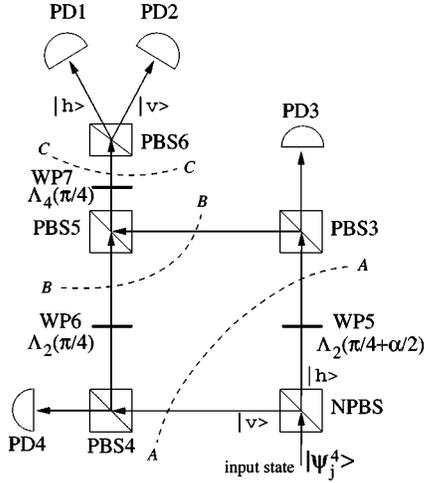 PD1 PD2
|h> |v> PD3
PBS6
C C
WP7
Λ₄(π/4)
B
PBS5 PBS3
A
B
WP6 WP5
Λ₂(π/4) Λ₂(π/4+α/2)
|h>
NPBS
|v>
PD4 PBS4
A
input state |ψ⁴ⱼ>